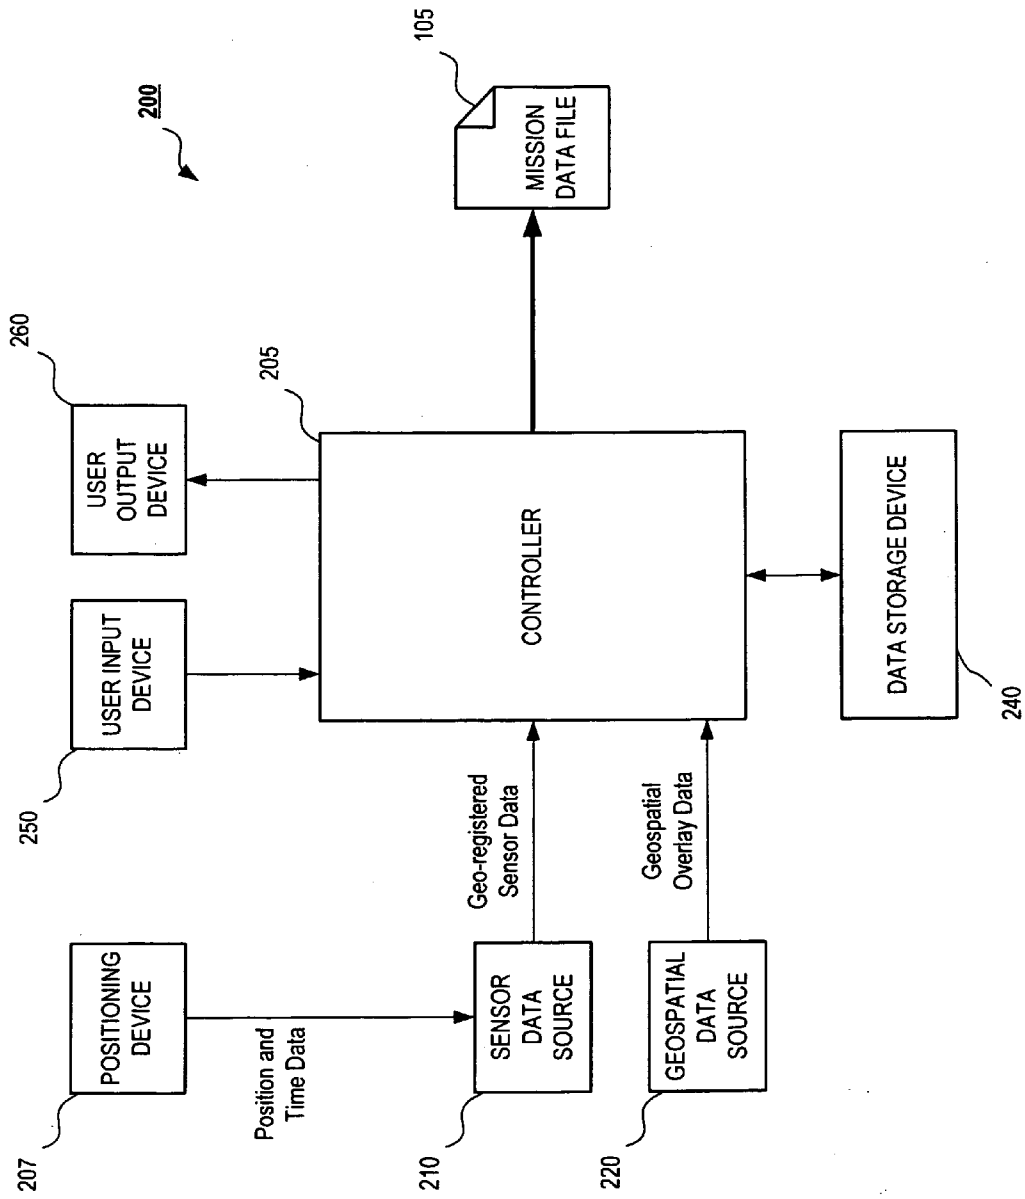 200
207
POSITIONING
DEVICE
250
USER INPUT
DEVICE
260
USER
OUTPUT
DEVICE
Position and
Time Data
205
CONTROLLER
105
MISSION
DATA FILE
210
SENSOR
DATA
SOURCE
Geo-registered
Sensor Data
220
GEOSPATIAL
DATA
SOURCE
Geospatial
Overlay Data
DATA STORAGE DEVICE
240